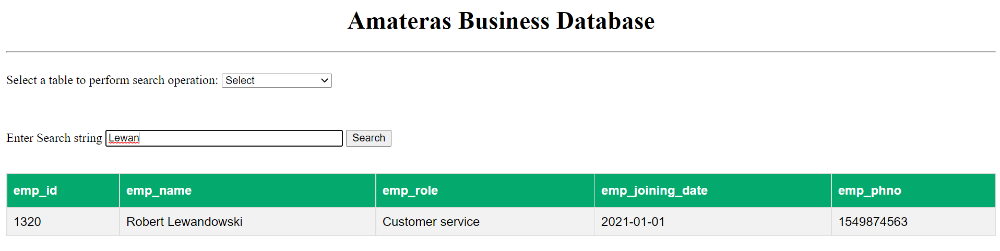 Amateras Business Database
Select a table to perform search operation: Select
Enter Search string Lewan Search
emp_id emp_name emp_role emp_joining_date emp_phno
1320 Robert Lewandowski Customer service 2021-01-01 1549874563